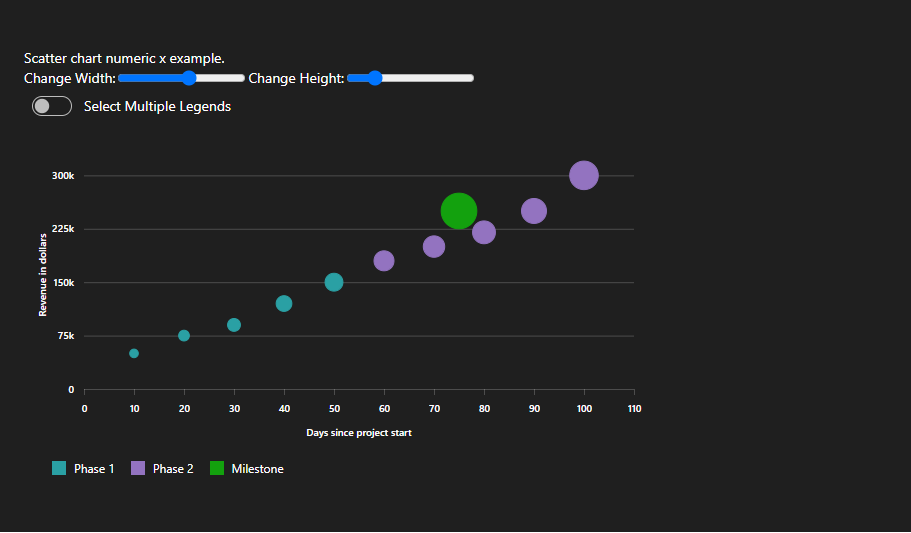 Scatter chart numeric x example.
Change Width: Change Height:
Select Multiple Legends
300k
225k
150k
75k
0
Revenue in dollars
0 10 20 30 40 50 60 70 80 90 100 110
Days since project start
Phase 1 Phase 2 Milestone